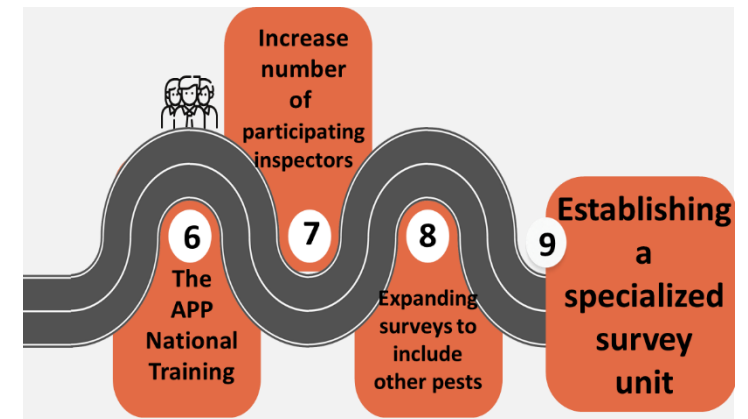 6
The
APP
National
Training
Increase
number
of
participating
inspectors
7
8
Expanding
surveys to
include
other pests
9
Establishing
a
specialized
survey
unit